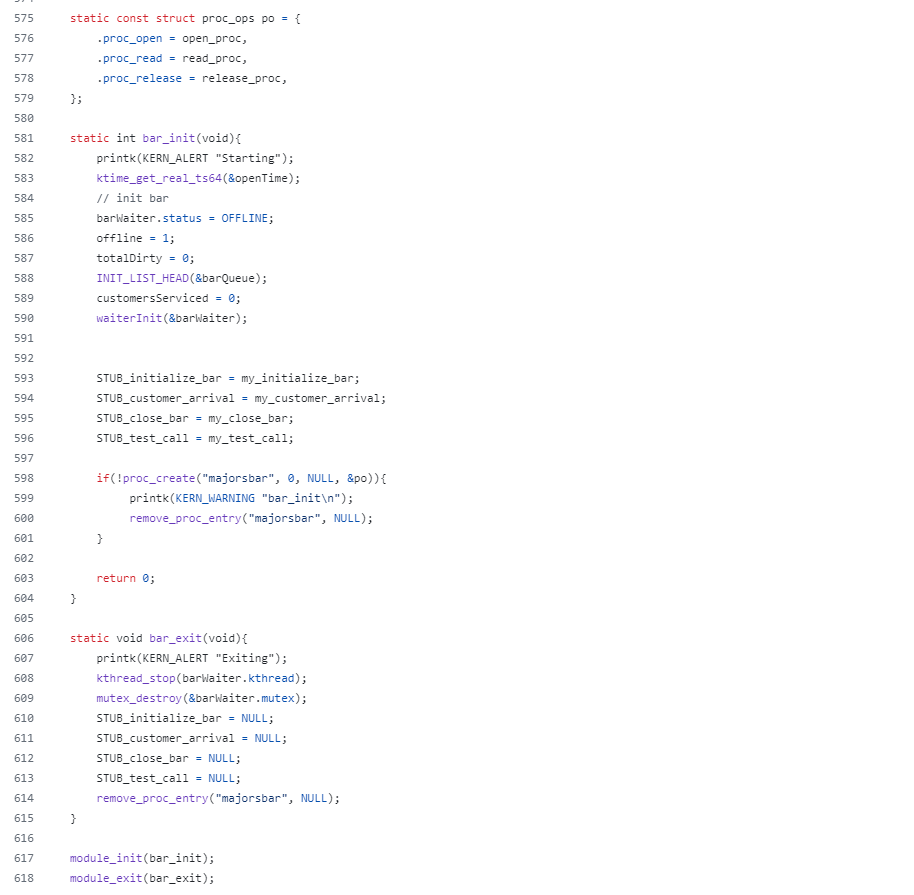 575 static const struct proc_ops po = {
576 .proc_open = open_proc,
577 .proc_read = read_proc,
578 .proc_release = release_proc,
579 };
580
581 static int bar_init(void){
582 printk(KERN_ALERT "Starting");
583 ktime_get_real_ts64(&openTime);
584 // init bar
585 barWaiter.status = OFFLINE;
586 offline = 1;
587 totalDirty = 0;
588 INIT_LIST_HEAD(&barQueue);
589 customersServiced = 0;
590 waiterInit(&barWaiter);
591
592
593 STUB_initialize_bar = my_initialize_bar;
594 STUB_customer_arrival = my_customer_arrival;
595 STUB_close_bar = my_close_bar;
596 STUB_test_call = my_test_call;
597
598 if(!proc_create("majorsbar", 0, NULL, &po)){
599 printk(KERN_WARNING "bar_init\n");
600 remove_proc_entry("majorsbar", NULL);
601 }
602
603 return 0;
604 }
605
606 static void bar_exit(void){
607 printk(KERN_ALERT "Exiting");
608 kthread_stop(barWaiter.kthread);
609 mutex_destroy(&barWaiter.mutex);
610 STUB_initialize_bar = NULL;
611 STUB_customer_arrival = NULL;
612 STUB_close_bar = NULL;
613 STUB_test_call = NULL;
614 remove_proc_entry("majorsbar", NULL);
615 }
616
617 module_init(bar_init);
618 module_exit(bar_exit);